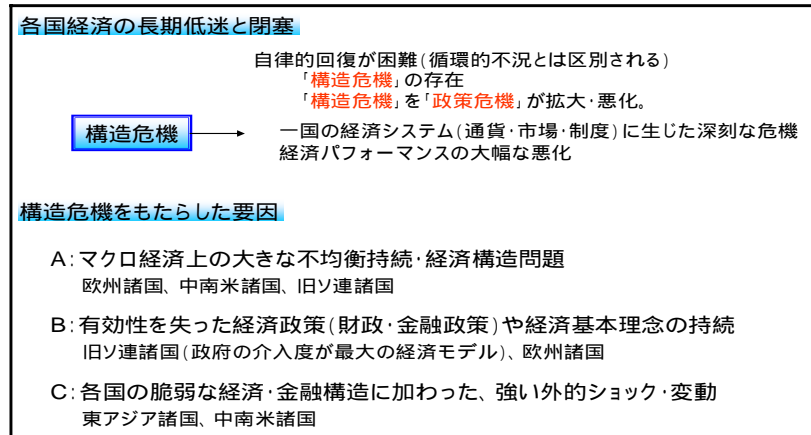 各国経済の長期低迷と閉塞
自律的回復が困難(循環的不況とは区別される)
「構造危機」の存在
「構造危機」を「政策危機」が拡大・悪化。
構造危機
一国の経済システム(通貨・市場・制度)に生じた深刻な危機
経済パフォーマンスの大幅な悪化
構造危機をもたらした要因
A:マクロ経済上の大きな不均衡持続・経済構造問題
欧州諸国、中南米諸国、旧ソ連諸国
B:有効性を失った経済政策(財政・金融政策)や経済基本理念の持続
旧ソ連諸国(政府の介入度が最大の経済モデル)、欧州諸国
C:各国の脆弱な経済・金融構造に加わった、強い外的ショック・変動
東アジア諸国、中南米諸国